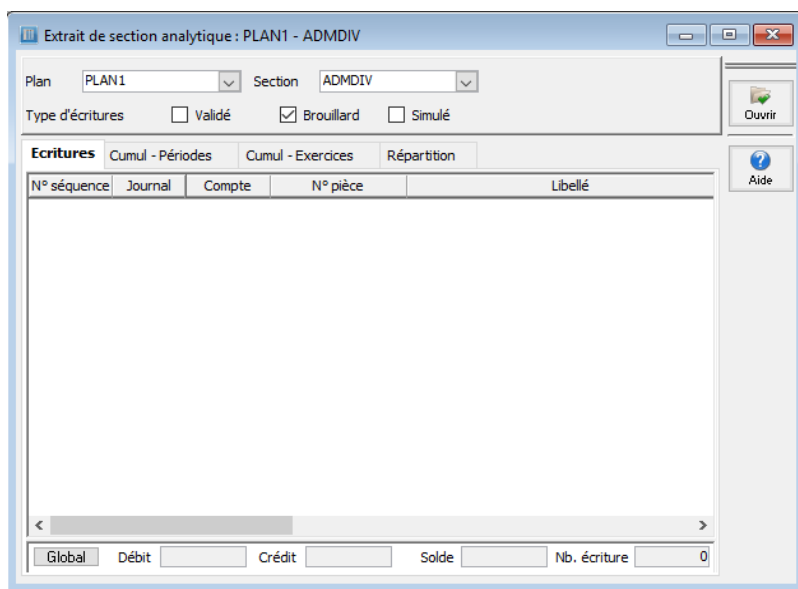 Extrait de section analytique : PLAN1 - ADMDIV
Plan PLAN1 Section ADMDIV
Type d'écritures Validé Brouillard Simulé
Ouvrir
Aide
Ecritures Cumul - Périodes Cumul - Exercices Répartition
N° séquence Journal Compte N° pièce Libellé
Global Débit Crédit Solde Nb. écriture 0